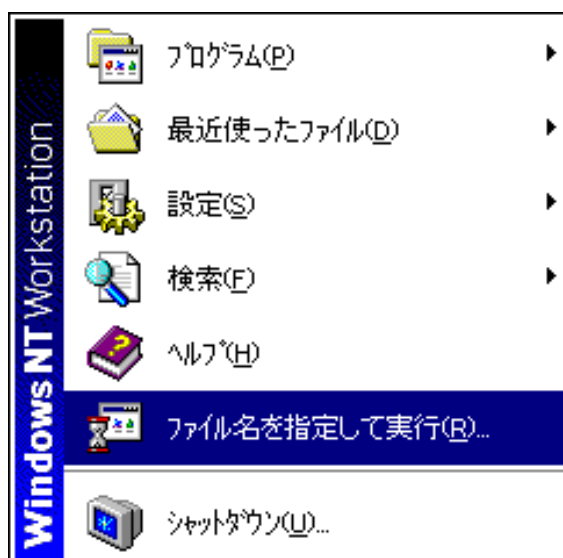 Windows NT Workstation
プログラム(P)
最近使ったファイル(D)
設定(S)
検索(F)
ヘルプ(H)
ファイル名を指定して実行(R)...
シャットダウン(U)...